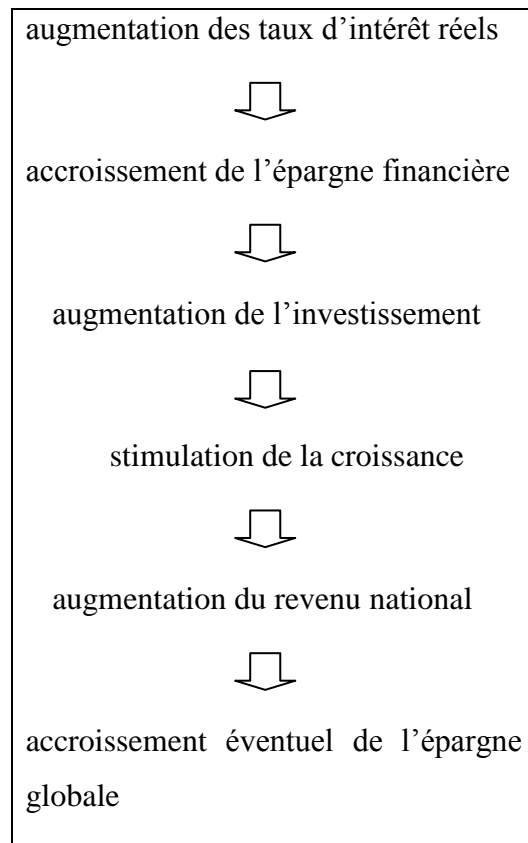 augmentation des taux d’intérêt réels
accroissement de l’épargne financière
augmentation de l’investissement
stimulation de la croissance
augmentation du revenu national
accroissement éventuel de l’épargne
globale